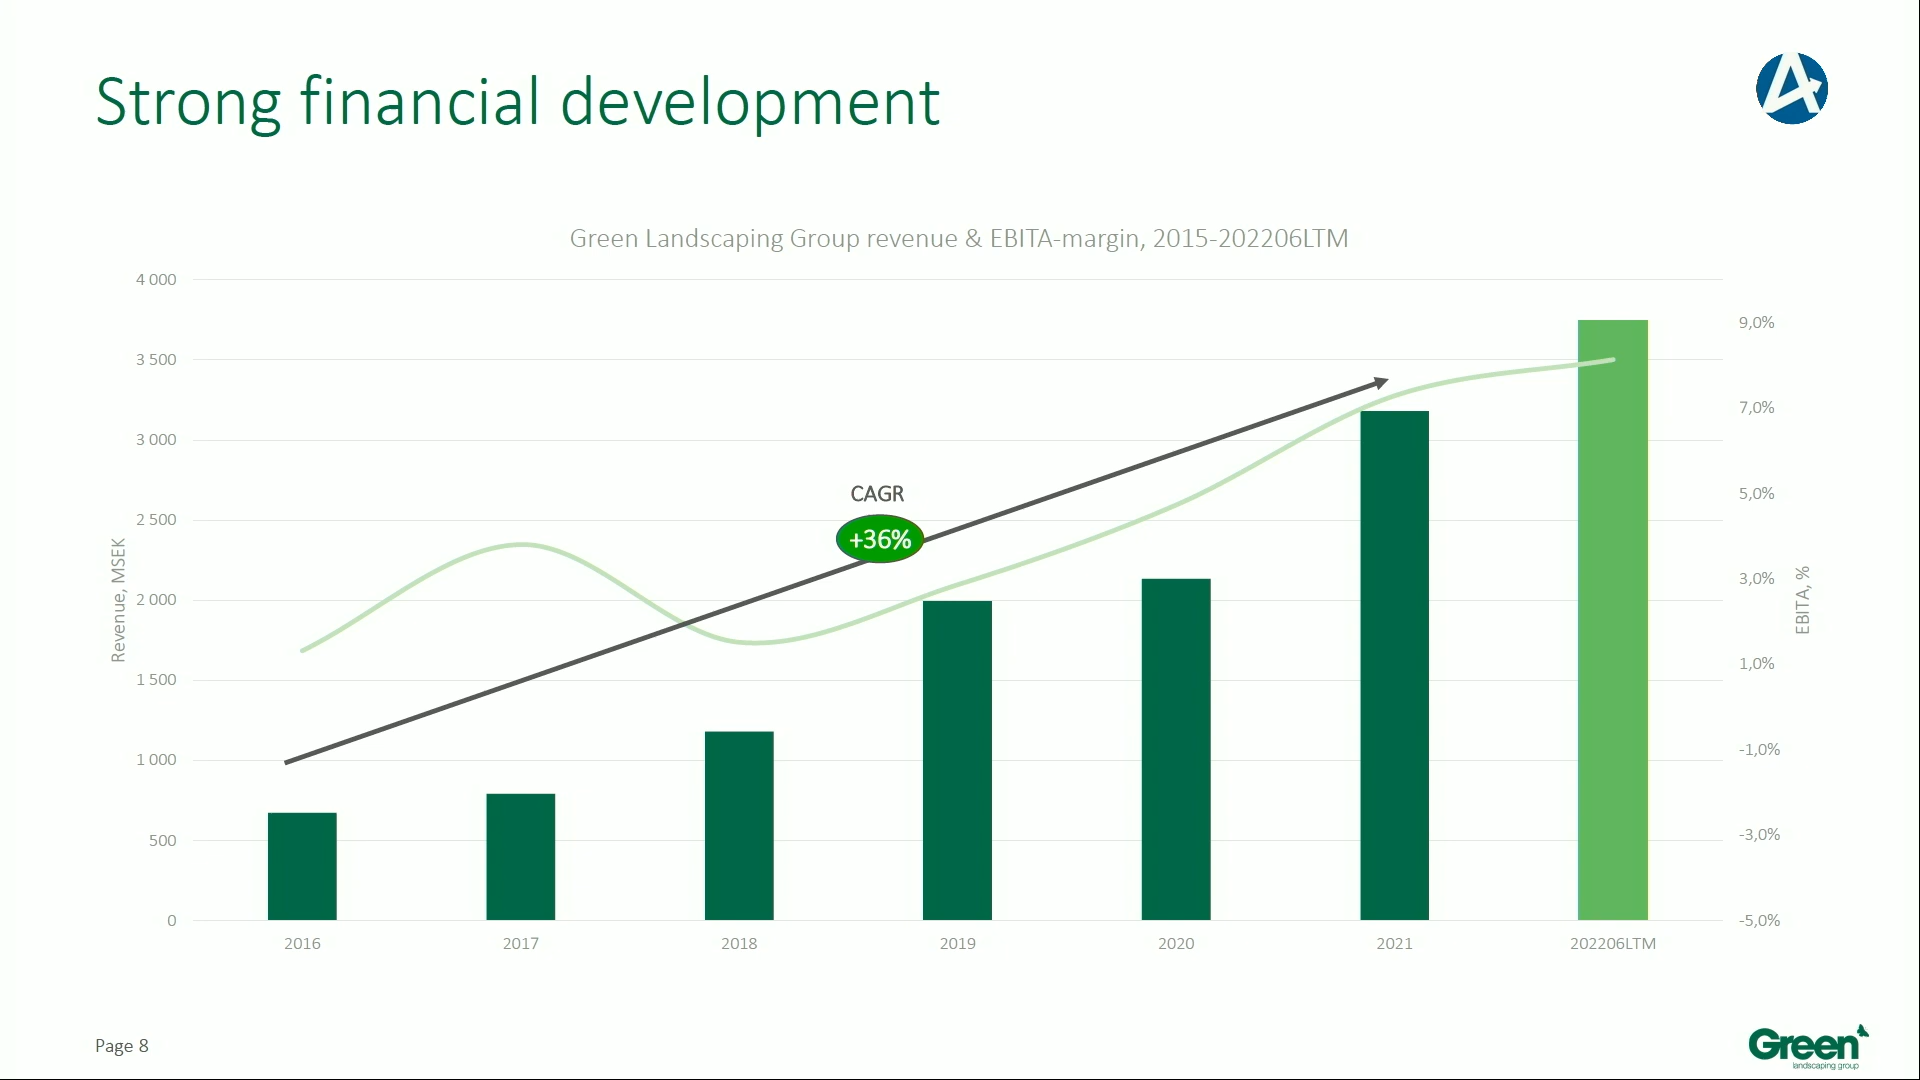 Strong financial development
Green Landscaping Group revenue & EBITA-margin, 2015-202206LTM
4 000
3 500
3 000
2 500
2 000
1 500
1 000
500
0
Revenue, MSEK
CAGR
+36%
9,0%
7,0%
5,0%
3,0%
1,0%
-1,0%
-3,0%
-5,0%
EBITA, %
2016 2017 2018 2019 2020 2021 202206LTM
Page 8
Green
landscaping group